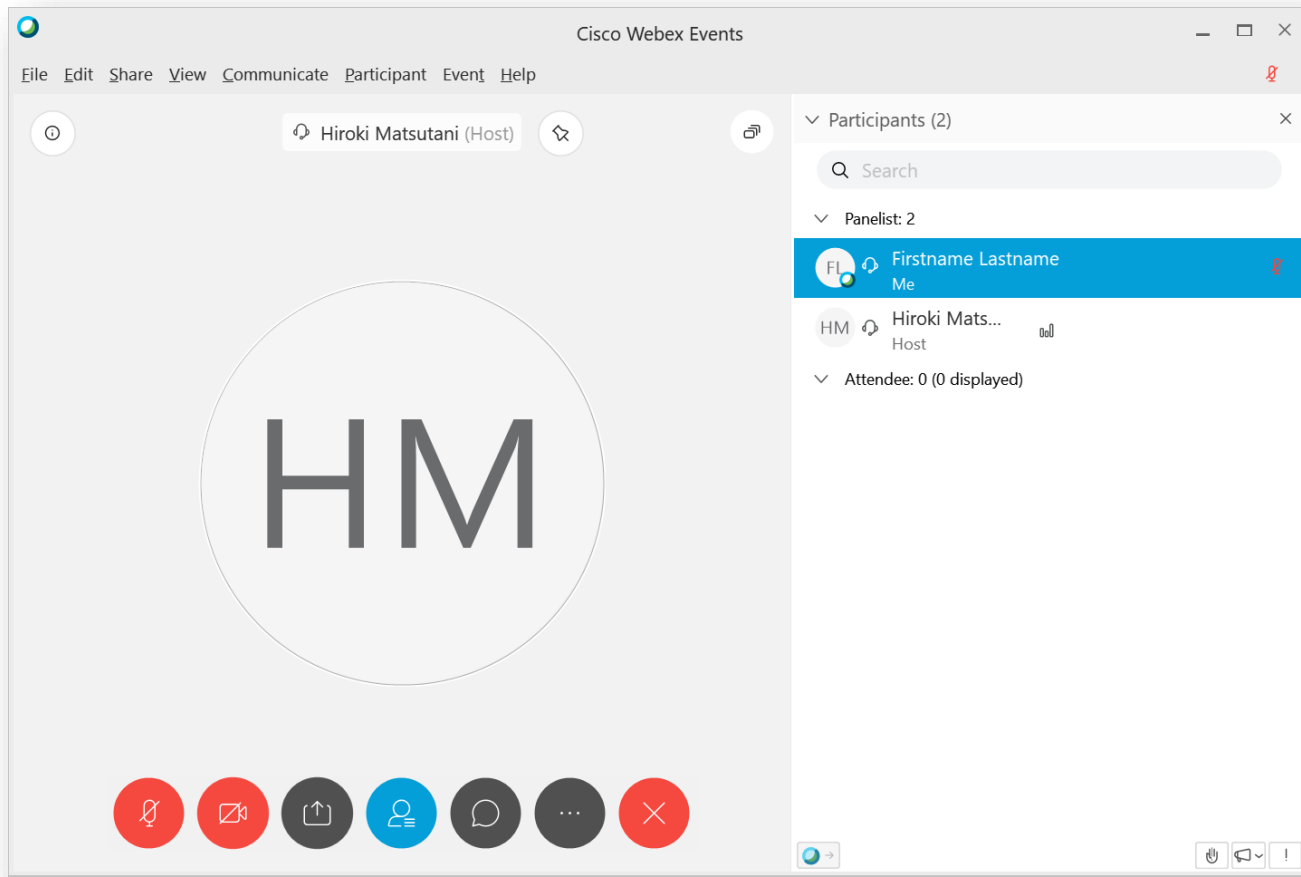 Cisco Webex Events
File Edit Share View Communicate Participant Event Help
Hiroki Matsutani (Host)
HM
Participants (2)
Search
Panelist: 2
FL
Firstname Lastname
Me
HM
Hiroki Mats...
Host
Attendee: 0 (0 displayed)